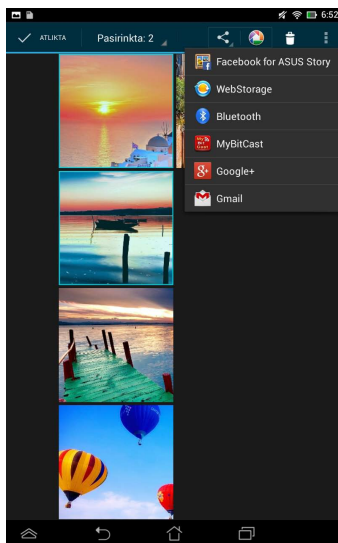 6:52
ATLIKTA
Pasirinkta: 2
Facebook for ASUS Story
WebStorage
Bluetooth
MyBitCast
Google+
Gmail